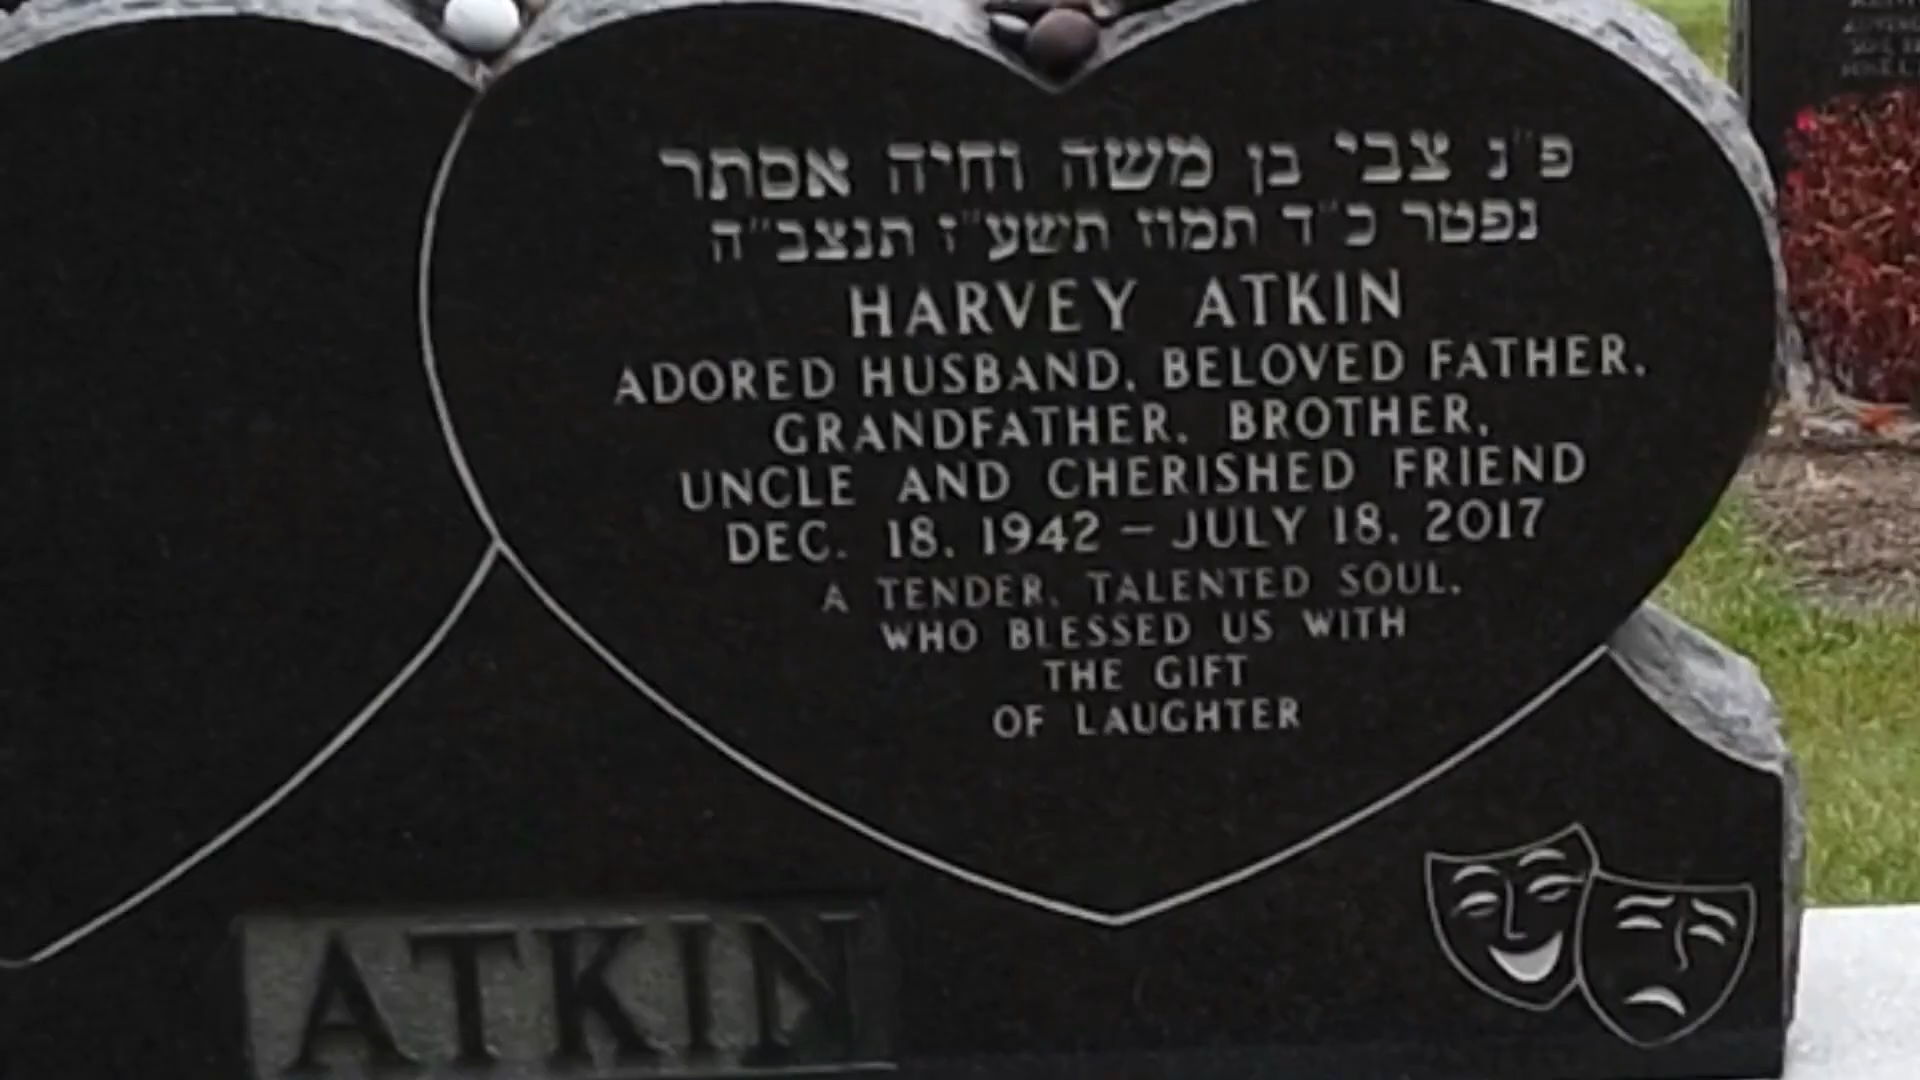 פ"נ צבי בן משה וחיה אסתר
נפטר כ"ד תמוז תשע"ז תנצב"ה
HARVEY ATKIN
ADORED HUSBAND, BELOVED FATHER,
GRANDFATHER, BROTHER,
UNCLE AND CHERISHED FRIEND
DEC. 18, 1942 – JULY 18, 2017
A TENDER, TALENTED SOUL,
WHO BLESSED US WITH
THE GIFT
OF LAUGHTER
ATKIN